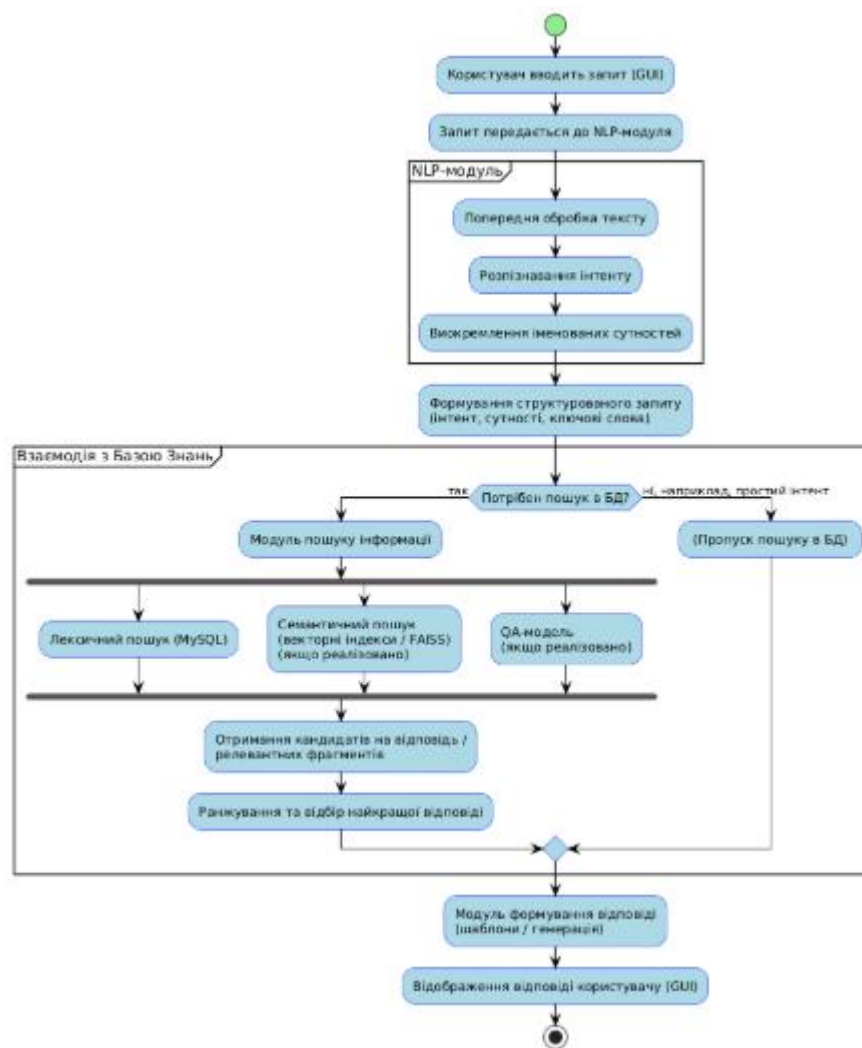 Користувач вводить запит (GUI)
Запит передається до NLP-модуля
NLP-модуль
Попередня обробка тексту
Розпізнавання інтенту
Виокремлення іменованих сутностей
Формування структурованого запиту
(інтент, сутності, ключові слова)
Взаємодія з Базою Знань
так
Потрібен пошук в БД?
ні, наприклад, простий інтент
Модуль пошуку інформації
(Пропуск пошуку в БД)
Лексичний пошук (MySQL)
Семантичний пошук
(векторні індекси / FAISS)
(якщо реалізовано)
QA-модель
(якщо реалізовано)
Отримання кандидатів на відповідь /
релевантних фрагментів
Ранжування та відбір найкращої відповіді
Модуль формування відповіді
(шаблони / генерація)
Відображення відповіді користувачу (GUI)